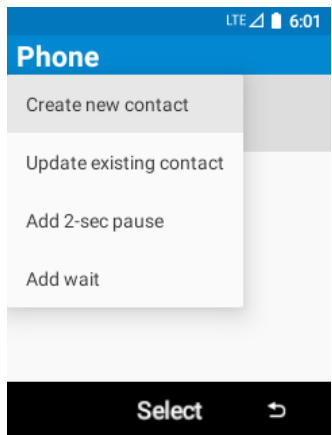 LTE 6:01
Phone
Create new contact
Update existing contact
Add 2-sec pause
Add wait
Select